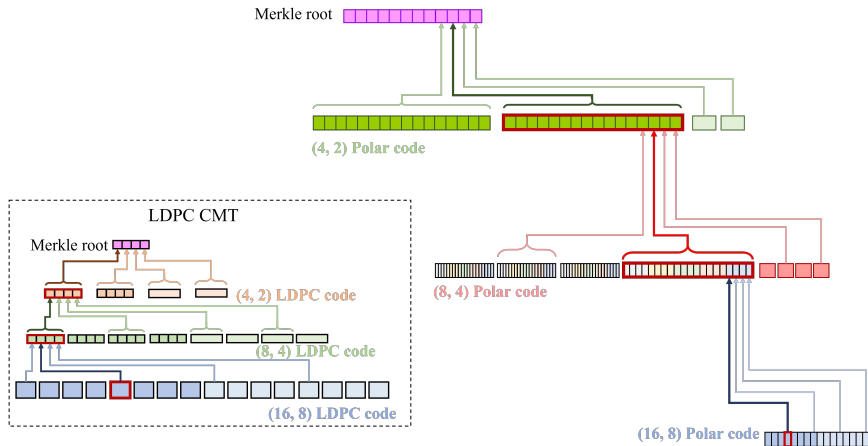 Merkle root
(4, 2) Polar code
LDPC CMT
Merkle root
(8, 4) Polar code
(4, 2) LDPC code
(8, 4) LDPC code
(16, 8) LDPC code
(16, 8) Polar code